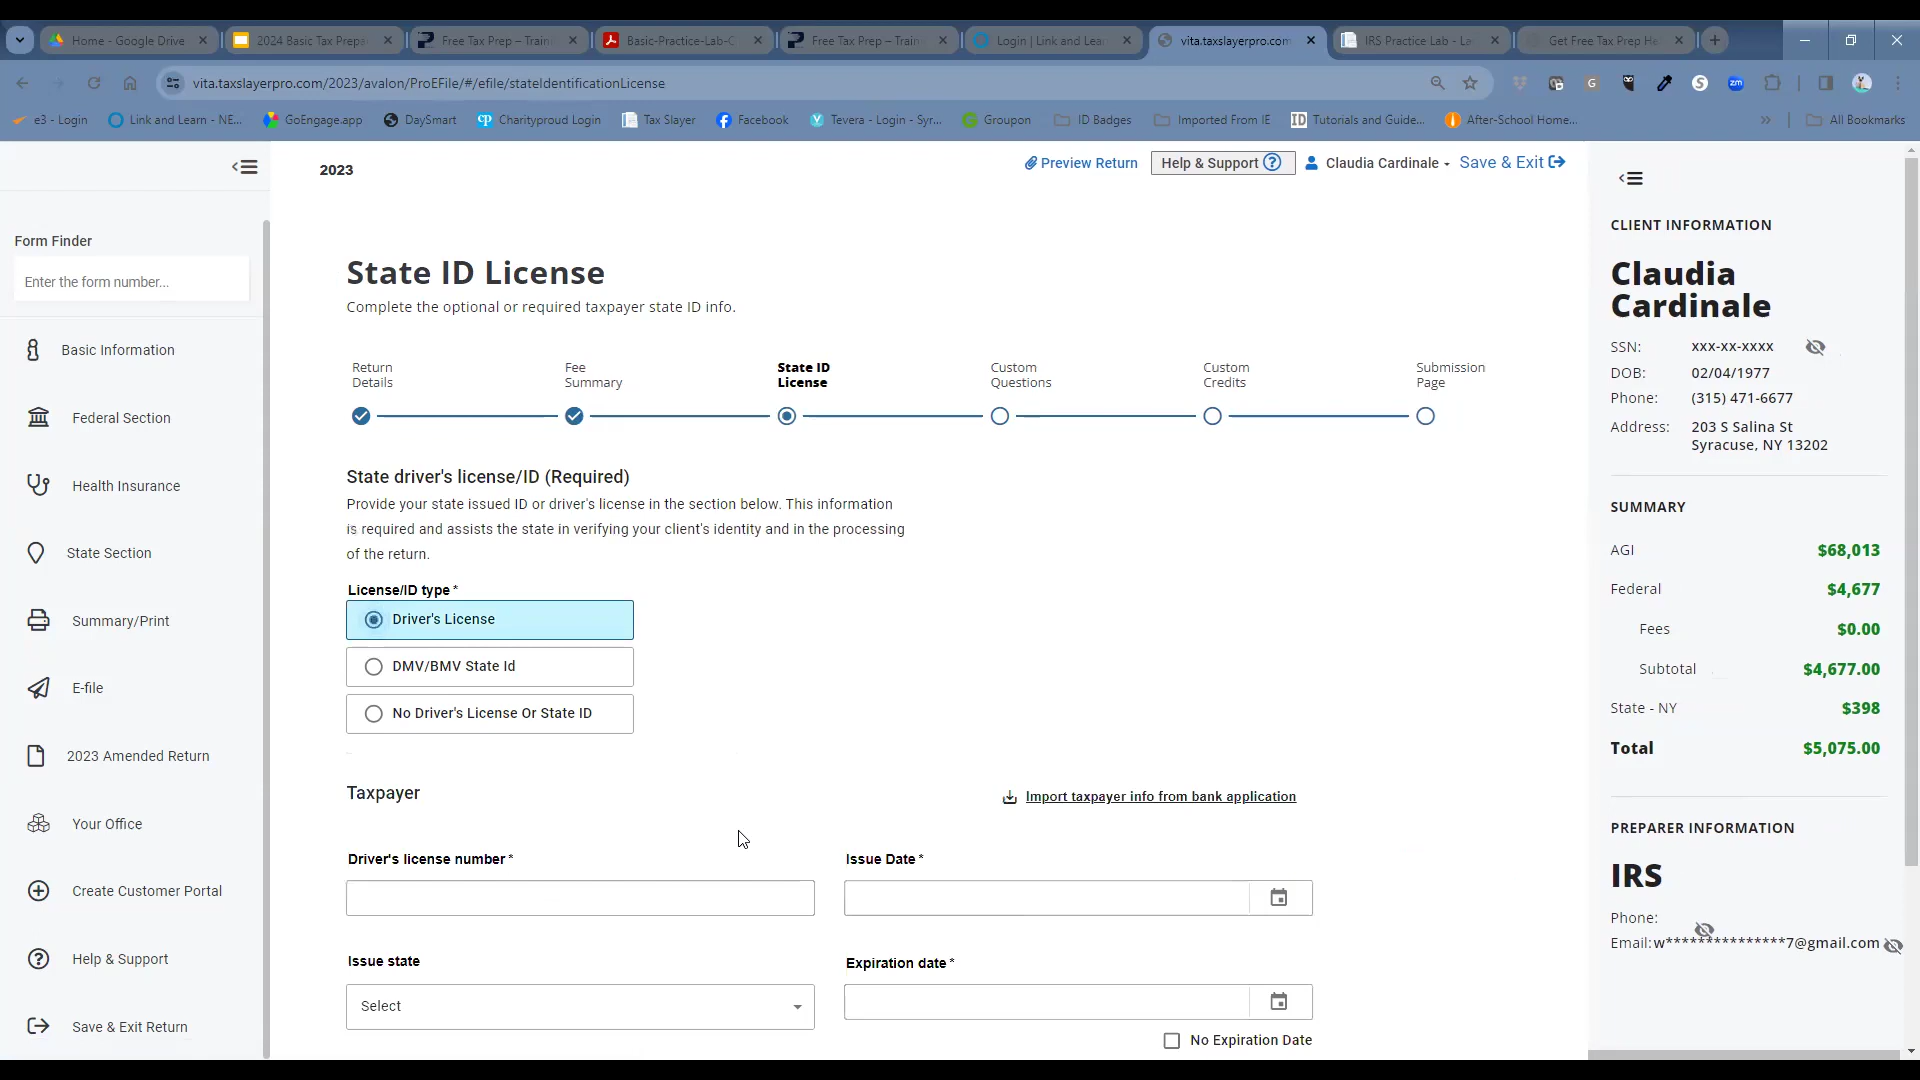 Home - Google Drive
2024 Basic Tax Prepa
Free Tax Prep – Train
Basic-Practice-Lab-C
Free Tax Prep – Train
Login | Link and Lea
vita.taxslayerpro.com
IRS Practice Lab - La
Get Free Tax Prep He
vita.taxslayerpro.com/2023/avalon/ProEFile/#/efile/stateIdentificationLicense
e3 - Login
Link and Learn - NE...
GoEngage.app
DaySmart
Charityproud Login
Tax Slayer
Facebook
Tevera - Login - Syr...
Groupon
ID Badges
Imported From IE
Tutorials and Guide...
After-School Home...
All Bookmarks
2023
Preview Return
Help & Support
Claudia Cardinale
Save & Exit
Form Finder
Enter the form number...
Basic Information
Federal Section
Health Insurance
State Section
Summary/Print
E-file
2023 Amended Return
Your Office
Create Customer Portal
Help & Support
Save & Exit Return
State ID License
Complete the optional or required taxpayer state ID info.
Return
Details
Fee
Summary
State ID
License
Custom
Questions
Custom
Credits
Submission
Page
State driver's license/ID (Required)
Provide your state issued ID or driver's license in the section below. This information
is required and assists the state in verifying your client's identity and in the processing
of the return.
License/ID type *
Driver's License
DMV/BMV State Id
No Driver's License Or State ID
Taxpayer
Import taxpayer info from bank application
Driver's license number *
Issue Date *
Issue state
Select
Expiration date *
No Expiration Date
CLIENT INFORMATION
Claudia
Cardinale
SSN: xxx-xx-xxxx
DOB: 02/04/1977
Phone: (315) 471-6677
Address: 203 S Salina St
Syracuse, NY 13202
SUMMARY
AGI $68,013
Federal $4,677
Fees $0.00
Subtotal $4,677.00
State - NY $398
Total $5,075.00
PREPARER INFORMATION
IRS
Phone:
Email: w***************7@gmail.com